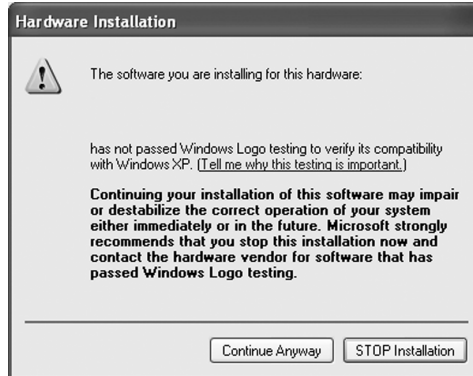 Hardware Installation
The software you are installing for this hardware:
has not passed Windows Logo testing to verify its compatibility
with Windows XP. (Tell me why this testing is important.)
Continuing your installation of this software may impair
or destabilize the correct operation of your system
either immediately or in the future. Microsoft strongly
recommends that you stop this installation now and
contact the hardware vendor for software that has
passed Windows Logo testing.
Continue Anyway
STOP Installation